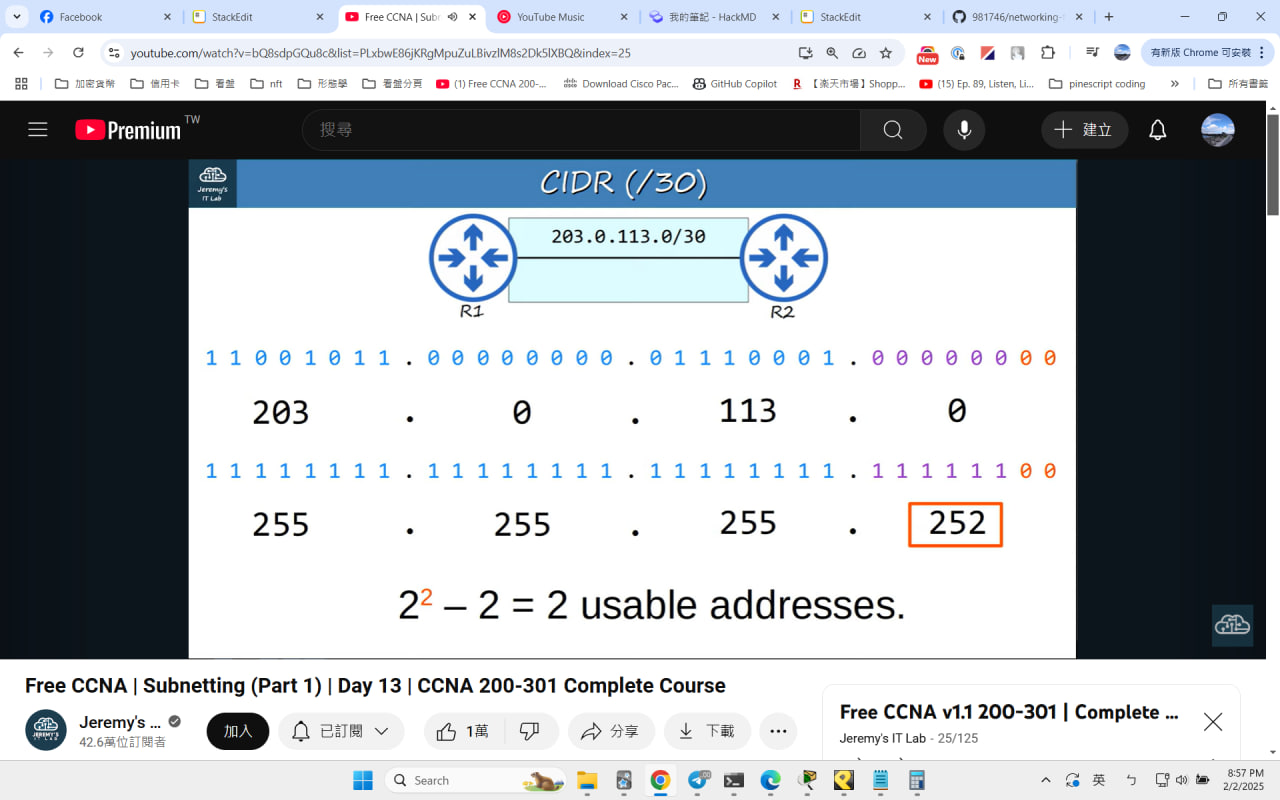 Facebook
StackEdit
Free CCNA | Sub
YouTube Music
我的筆記 - HackMD
StackEdit
981746/networking-
youtube.com/watch?v=bQ8sdpGQu8c&list=PLxbwE86jKRgMpuZuLBivzlM8s2Dk5lXBQ&index=25
New
有新版 Chrome 可安裝
加密貨幣
信用卡
看盤
nft
形態學
看盤分頁
(1) Free CCNA 200-...
Download Cisco Pac...
GitHub Copilot
R
【楽天市場】Shopp...
(15) Ep. 89, Listen, Li...
pinescript coding
»
所有書籤
Premium TW
搜尋
建立
Jeremy's
IT Lab
CIDR (/30)
203.0.113.0/30
R1
R2
1 1 0 0 1 0 1 1 . 0 0 0 0 0 0 0 0 . 0 1 1 1 0 0 0 1 . 0 0 0 0 0 0 0 0
203 . 0 . 113 . 0
1 1 1 1 1 1 1 1 . 1 1 1 1 1 1 1 1 . 1 1 1 1 1 1 1 1 . 1 1 1 1 1 1 0 0
255 . 255 . 255 . 252
2² – 2 = 2 usable addresses.
Free CCNA | Subnetting (Part 1) | Day 13 | CCNA 200-301 Complete Course
JEREMY'S
IT LAB
Jeremy's ...
42.6萬位訂閱者
加入
已訂閱
1萬
分享
下載
Free CCNA v1.1 200-301 | Complete ...
Jeremy's IT Lab - 25/125
Search
英
ㄅ
8:57 PM
2/2/2025